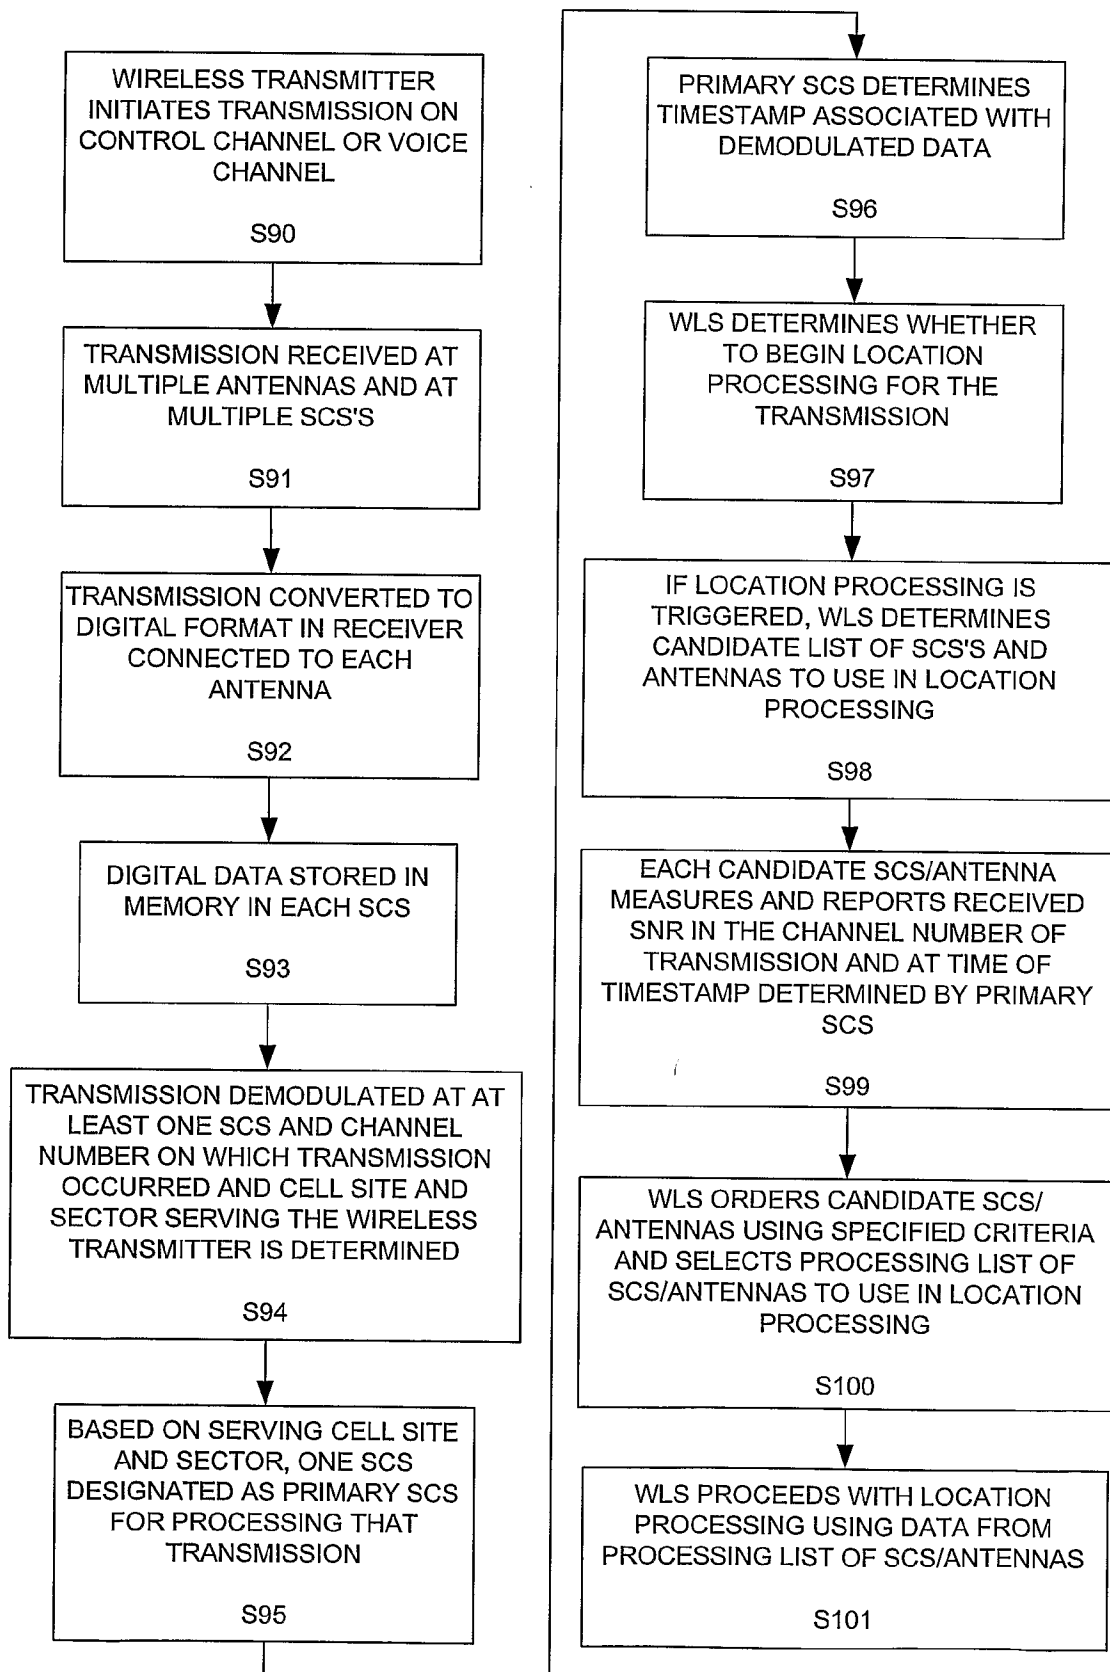 WIRELESS TRANSMITTER
INITIATES TRANSMISSION ON
CONTROL CHANNEL OR VOICE
CHANNEL
S90
TRANSMISSION RECEIVED AT
MULTIPLE ANTENNAS AND AT
MULTIPLE SCS'S
S91
TRANSMISSION CONVERTED TO
DIGITAL FORMAT IN RECEIVER
CONNECTED TO EACH
ANTENNA
S92
DIGITAL DATA STORED IN
MEMORY IN EACH SCS
S93
TRANSMISSION DEMODULATED AT AT
LEAST ONE SCS AND CHANNEL
NUMBER ON WHICH TRANSMISSION
OCCURRED AND CELL SITE AND
SECTOR SERVING THE WIRELESS
TRANSMITTER IS DETERMINED
S94
BASED ON SERVING CELL SITE
AND SECTOR, ONE SCS
DESIGNATED AS PRIMARY SCS
FOR PROCESSING THAT
TRANSMISSION
S95
PRIMARY SCS DETERMINES
TIMESTAMP ASSOCIATED WITH
DEMODULATED DATA
S96
WLS DETERMINES WHETHER
TO BEGIN LOCATION
PROCESSING FOR THE
TRANSMISSION
S97
IF LOCATION PROCESSING IS
TRIGGERED, WLS DETERMINES
CANDIDATE LIST OF SCS'S AND
ANTENNAS TO USE IN LOCATION
PROCESSING
S98
EACH CANDIDATE SCS/ANTENNA
MEASURES AND REPORTS RECEIVED
SNR IN THE CHANNEL NUMBER OF
TRANSMISSION AND AT TIME OF
TIMESTAMP DETERMINED BY PRIMARY
SCS
S99
WLS ORDERS CANDIDATE SCS/
ANTENNAS USING SPECIFIED CRITERIA
AND SELECTS PROCESSING LIST OF
SCS/ANTENNAS TO USE IN LOCATION
PROCESSING
S100
WLS PROCEEDS WITH LOCATION
PROCESSING USING DATA FROM
PROCESSING LIST OF SCS/ANTENNAS
S101